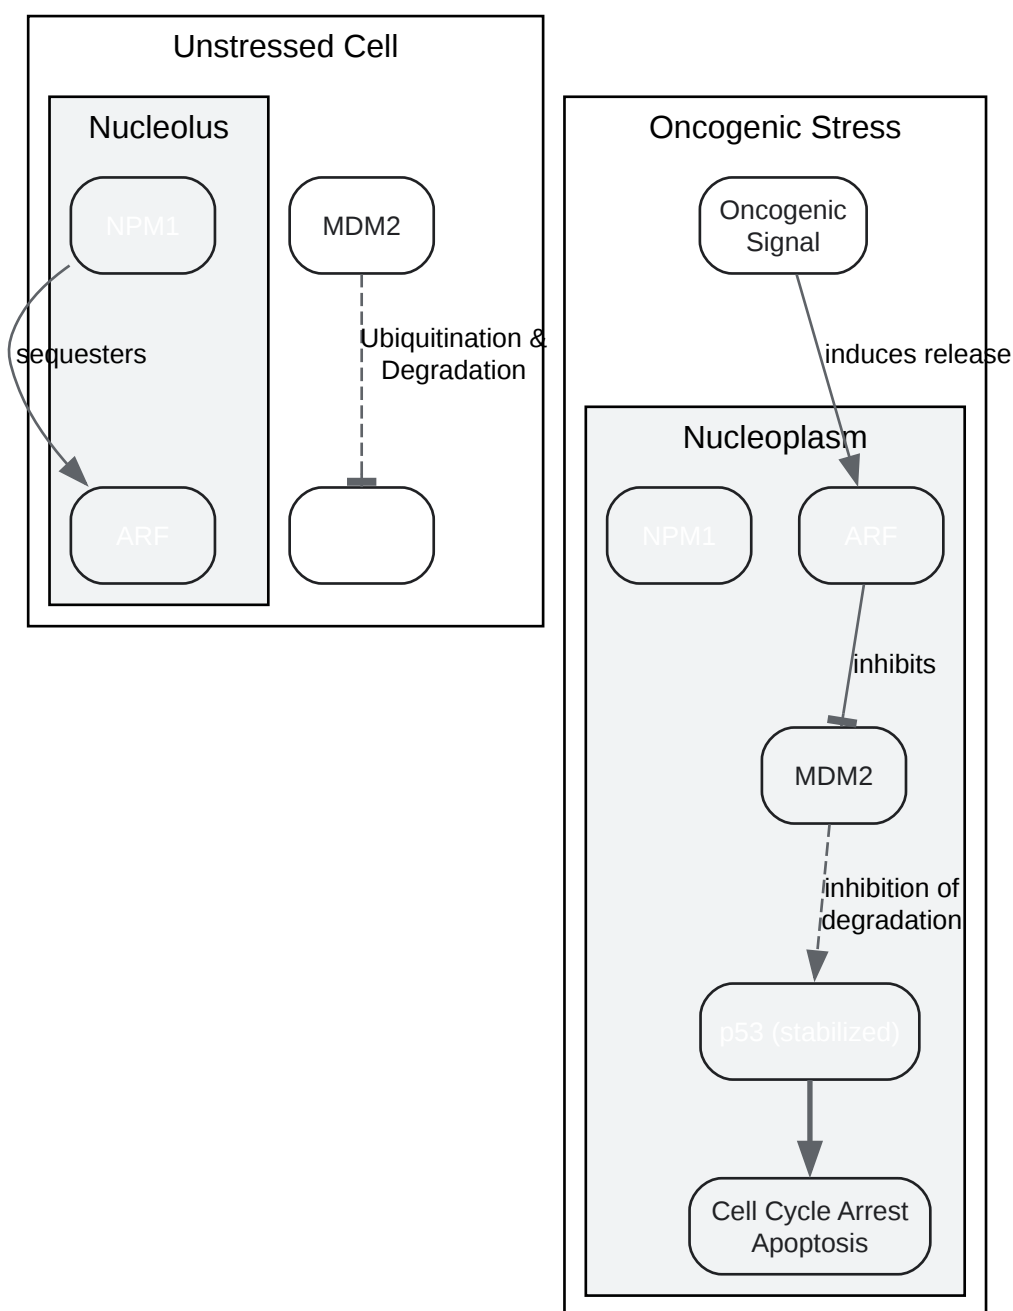 Unstressed Cell
Nucleolus
NPM1
MDM2
sequesters
Ubiquitination &
Degradation
ARF
Oncogenic Stress
Oncogenic
Signal
induces release
Nucleoplasm
NPM1
ARF
inhibits
MDM2
inhibition of
degradation
p53 (stabilized)
Cell Cycle Arrest
Apoptosis